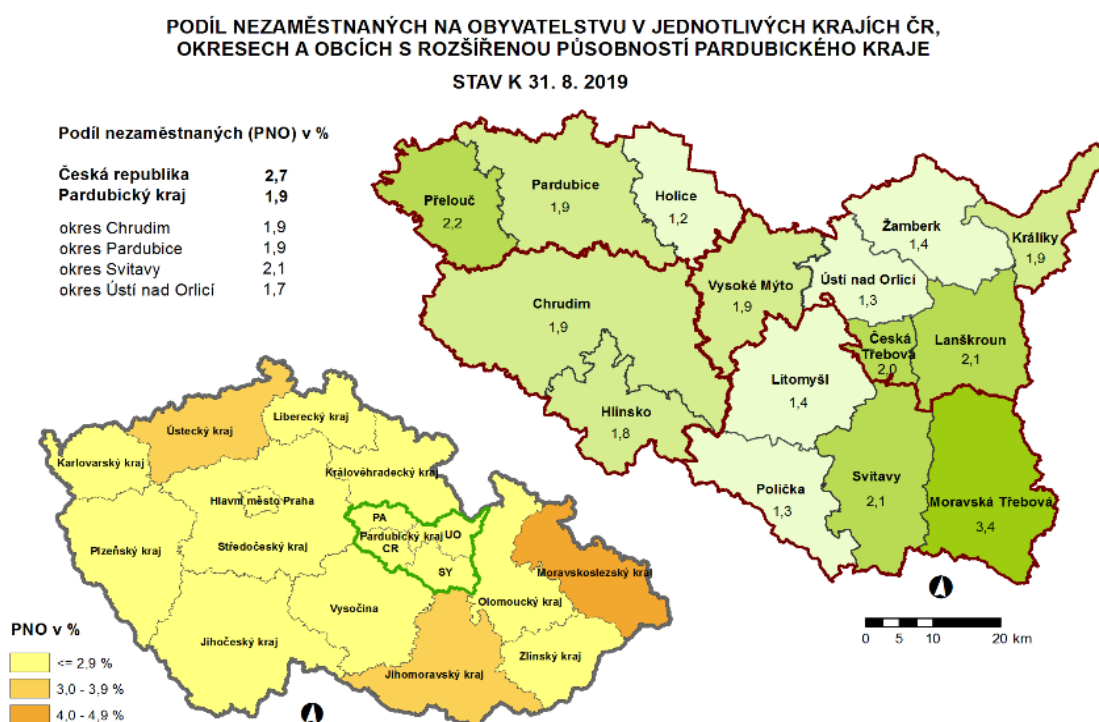 PODÍL NEZAMĚSTNANÝCH NA OBYVATELSTVU V JEDNOTLIVÝCH KRAJÍCH ČR,
OKRESECH A OBCÍCH S ROZŠÍŘENOU PŮSOBNOSTÍ PARDUBICKÉHO KRAJE
STAV K 31. 8. 2019
Podíl nezaměstnaných (PNO) v %
Česká republika 2,7
Pardubický kraj 1,9
okres Chrudim 1,9
okres Pardubice 1,9
okres Svitavy 2,1
okres Ústí nad Orlicí 1,7
Přelouč
2,2
Pardubice
1,9
Holice
1,2
Žamberk
1,4
Králíky
1,9
Vysoké Mýto
1,9
Ústí nad Orlicí
1,3
Chrudim
1,9
Česká
Třebová
2,0
Lanškroun
2,1
Litomyšl
1,4
Hlinsko
1,8
Polička
1,3
Svitavy
2,1
Moravská Třebová
3,4
0 5 10 20 km
Liberecký kraj
Ústecký kraj
Karlovarský kraj
Královéhradecký kraj
Hlavní město Praha
PA
Pardubický kraj
UO
CR
SY
Plzeňský kraj
Středočeský kraj
Moravskoslezský kraj
Vysočina
Olomoucký kraj
Jihočeský kraj
Zlínský kraj
Jihomoravský kraj
PNO v %
<= 2,9 %
3,0 - 3,9 %
4,0 - 4,9 %